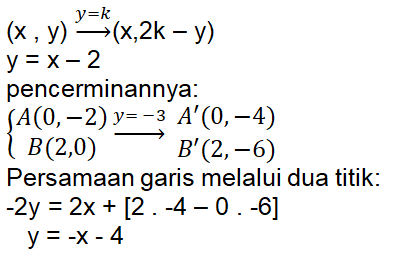 (x , y) y=k⟶ (x,2k – y)
y = x – 2
pencerminannya:
{A(0,−2) y= −3⟶ A′(0,−4)
B(2,0) B′(2,−6)
Persamaan garis melalui dua titik:
-2y = 2x + [2 . -4 – 0 . -6]
y = -x - 4